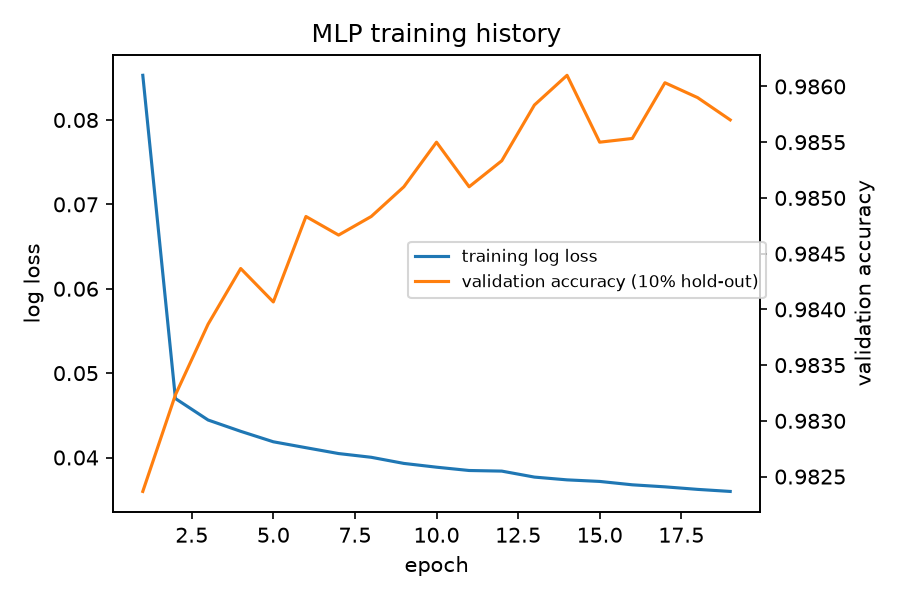 MLP training history
0.08
0.07
0.06
0.05
0.04
log loss
0.9860
0.9855
0.9850
0.9845
0.9840
0.9835
0.9830
0.9825
validation accuracy
training log loss
validation accuracy (10% hold-out)
2.5 5.0 7.5 10.0 12.5 15.0 17.5
epoch